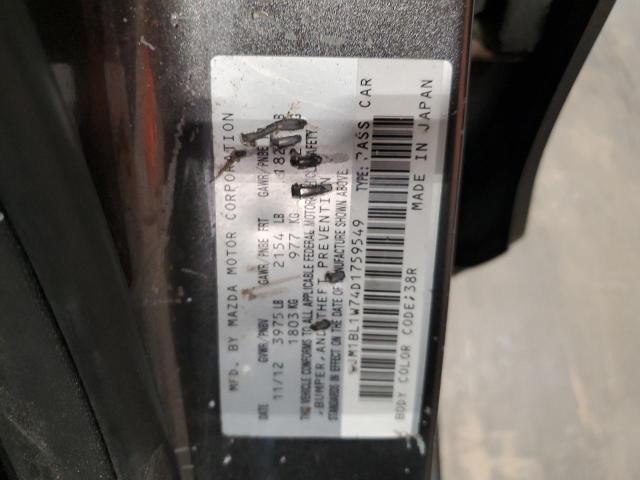 MFD. BY MAZDA MOTOR CORPORATION
DATE GVWR/PNBV GAWR/PNBE FRT GAWR/PNBE
11/12 3975 LB 2154 LB
1803 KG 977 KG
THIS VEHICLE CONFORMS TO ALL APPLICABLE FEDERAL MOTOR SAFETY,
,BUMPER, AND THEFT PREVENTION
STANDARDS IN EFFECT ON THE DATE OF MANUFACTURE SHOWN ABOVE
JM1BL1W74D1759549 TYPE: PASS CAR
BODY COLOR CODE;38R MADE IN JAPAN